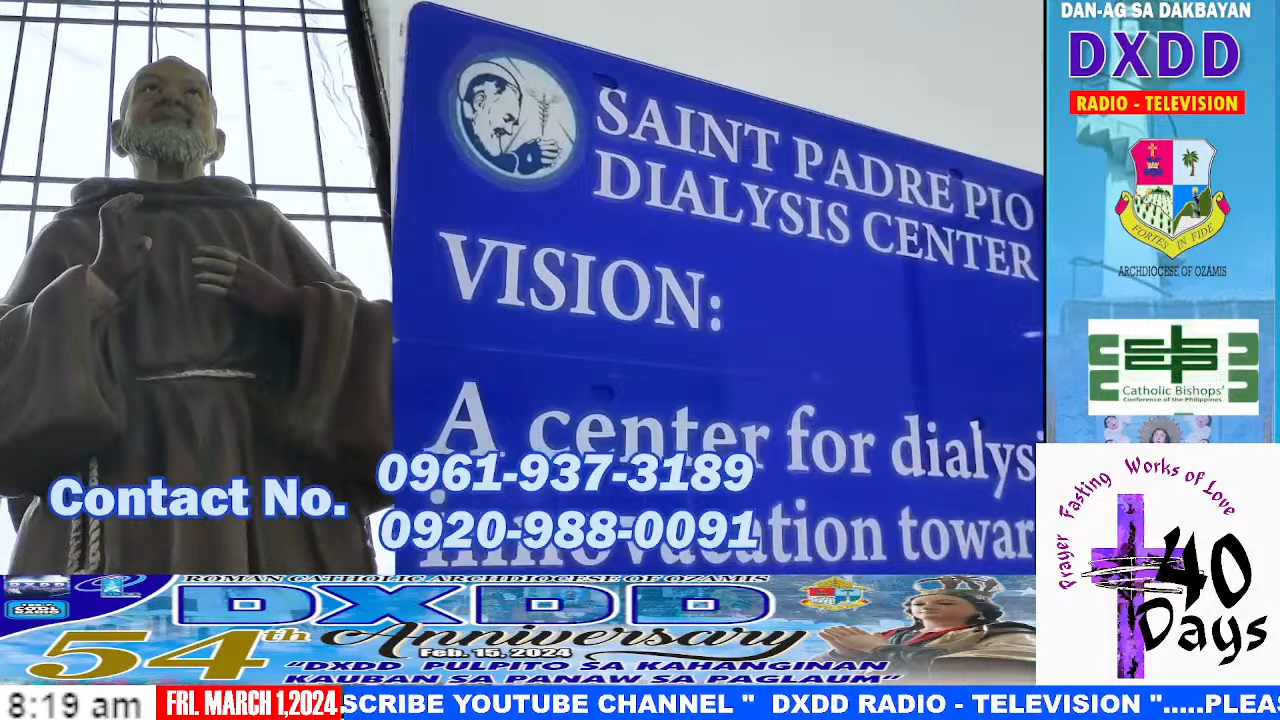 SAINT PADRE PIO
DIALYSIS CENTER
VISION:
A center for dialysi
towar
Contact No.
0961-937-3189
0920-988-0091
DAN-AG SA DAKBAYAN
DXDD
RADIO - TELEVISION
FORTES IN FIDE
ARCHDIOCESE OF OZAMIS
cbcp
Catholic Bishops'
Conference of the Philippines
Prayer Fasting Works of Love
40
Days
ROMAN CATHOLIC ARCHDIOCESE OF OZAMIS
DXDD
54th Anniversary
Feb. 15, 2024
"DXDD PULPITO SA KAHANGINAN
KAUBAN SA PANAW SA PAGLAUM"
8:19 am
FRI. MARCH 1,2024
SCRIBE YOUTUBE CHANNEL " DXDD RADIO - TELEVISION ".....PLEA